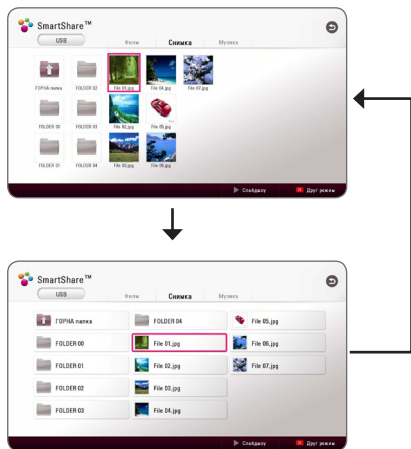 SmartShare™
USB
Филм Снимка Музика
ГОРНА папка FOLDER 02 File 01.jpg File 04.jpg File 07.jpg
FOLDER 00 FOLDER 03 File 02.jpg File 05.jpg
FOLDER 01 FOLDER 04 File 03.jpg File 06.jpg
Слайдшоу Друг режим
SmartShare™
USB
Филм Снимка Музика
ГОРНА папка FOLDER 04 File 05.jpg
FOLDER 00 File 01.jpg File 06.jpg
FOLDER 01 File 02.jpg File 07.jpg
FOLDER 02 File 03.jpg
FOLDER 03 File 04.jpg
Слайдшоу Друг режим